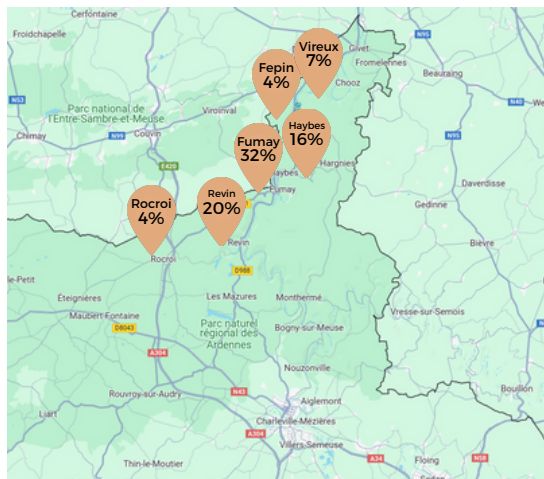 Cerfontaine
N95
Froidchapelle
Vireux
7%
Givet
Fromelennes
Fepin
4%
Chooz
Beauraing
N53
Parc national de
l'Entre-Sambre-et-Meuse
Viroinval
N40
Chimay
N99
Couvin
Haybes
16%
Fumay
32%
N95
E420
Haybes
Hargnies
Daverdisse
Fumay
Revin
20%
Rocroi
4%
Gedinne
Revin
Bièvre
Rocroi
D988
le-Petit
Éteignières
Les Mazures
Monthermé
Maubert-Fontaine
Vresse-sur-Semois
D8043
Parc naturel
régional des
Ardennes
Bogny-sur-Meuse
A304
Nouzonville
Rouvroy-sur-Audry
N43
Bouillon
Aiglemont
Liart
Charleville-Mézières
A304
Villers-Semeuse
Thin-le-Moutier
A34
Floing
N58